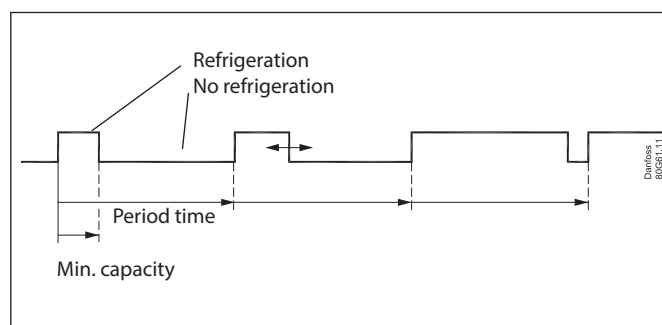 Refrigeration
No refrigeration
Period time
Min. capacity
Danfoss
80G61.11